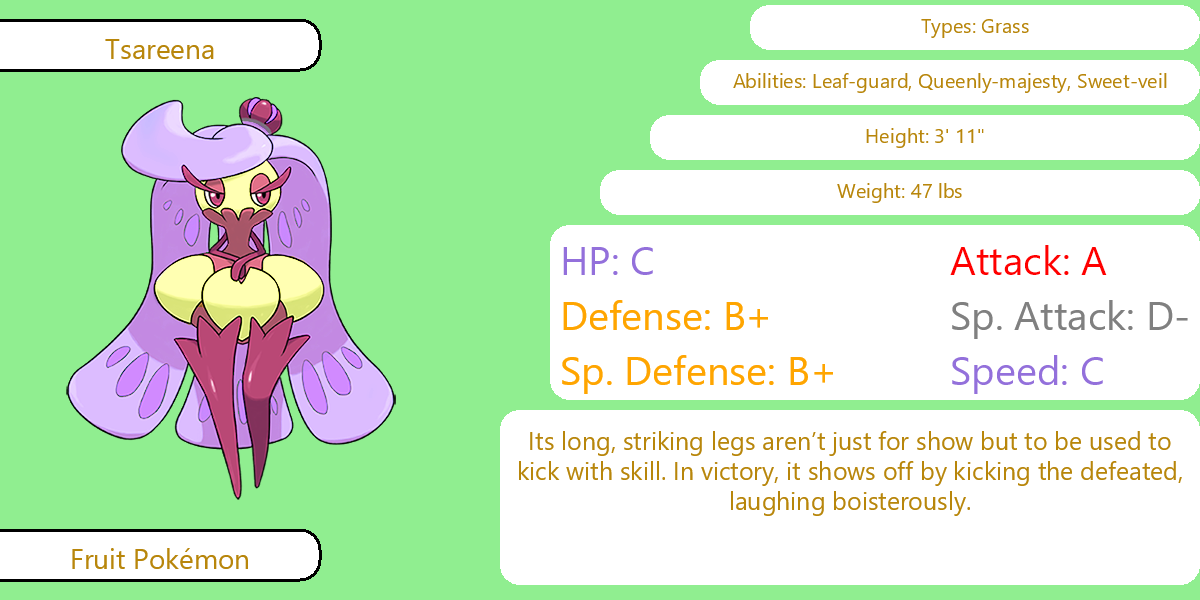 Tsareena
Types: Grass
Abilities: Leaf-guard, Queenly-majesty, Sweet-veil
Height: 3' 11"
Weight: 47 lbs
HP: C
Attack: A
Defense: B+
Sp. Attack: D-
Sp. Defense: B+
Speed: C
Its long, striking legs aren’t just for show but to be used to
kick with skill. In victory, it shows off by kicking the defeated,
laughing boisterously.
Fruit Pokémon